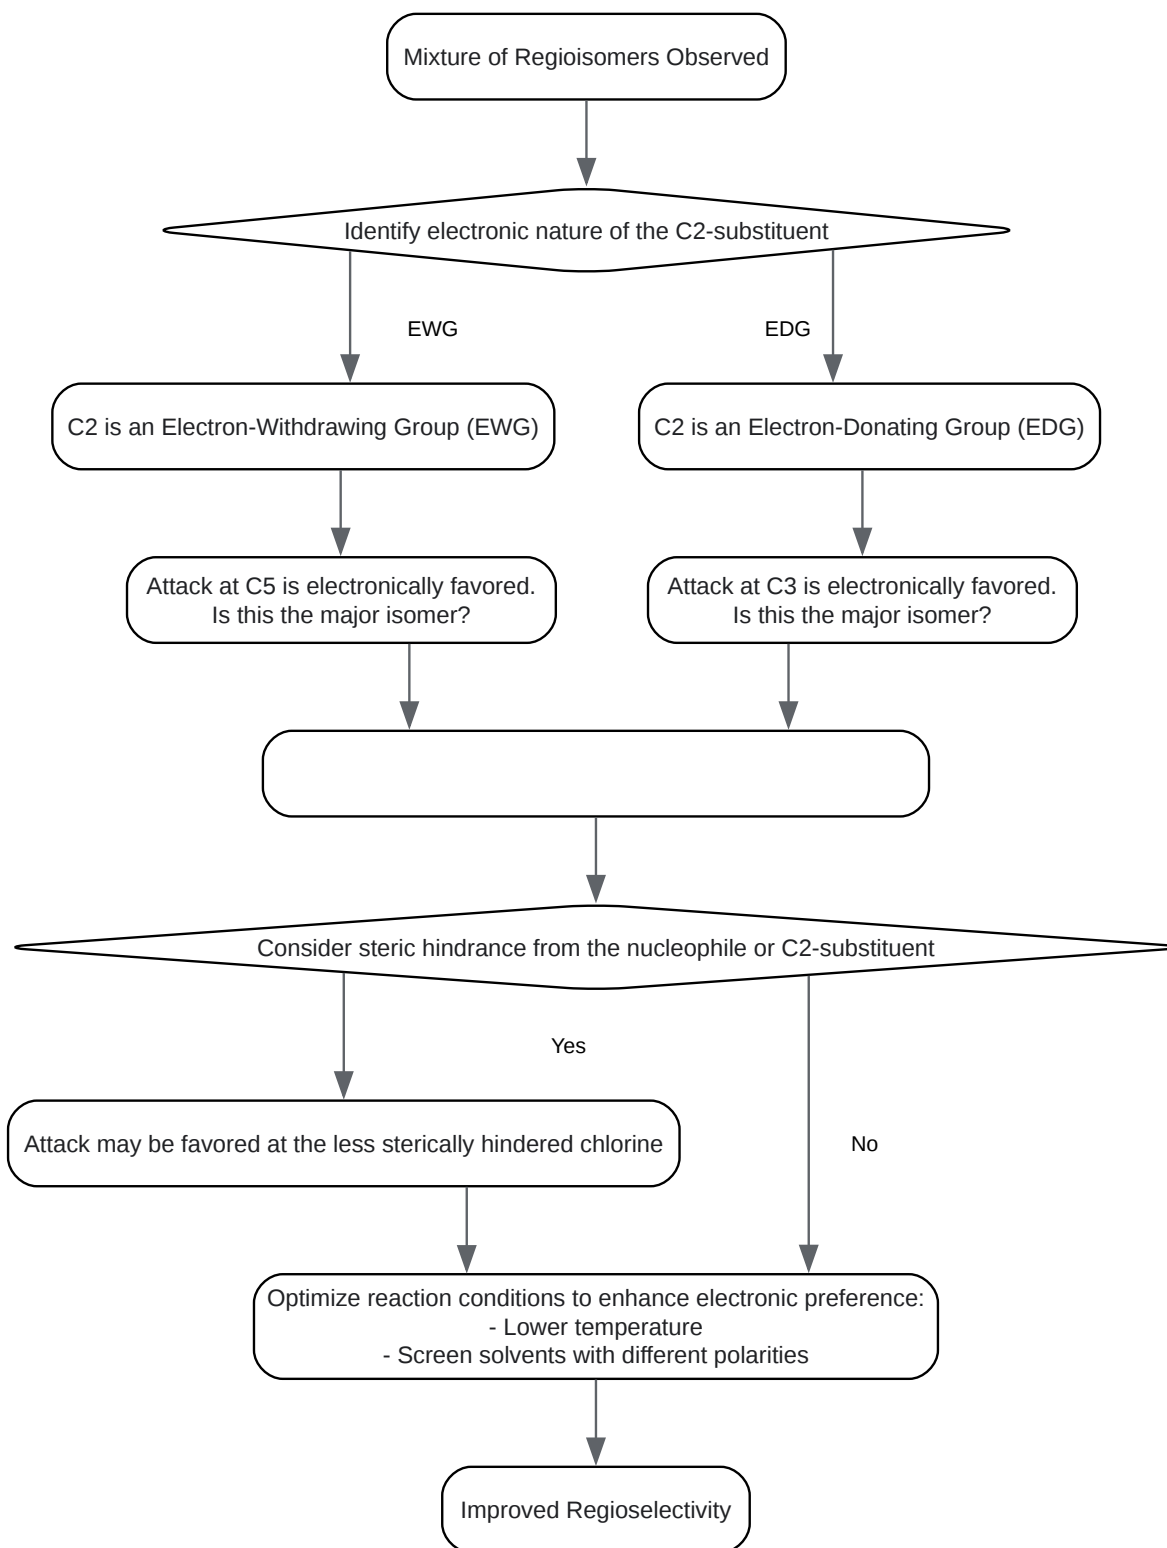 Mixture of Regioisomers Observed
Identify electronic nature of the C2-substituent
EWG
EDG
C2 is an Electron-Withdrawing Group (EWG)
C2 is an Electron-Donating Group (EDG)
Attack at C5 is electronically favored.
Is this the major isomer?
Attack at C3 is electronically favored.
Is this the major isomer?
Consider steric hindrance from the nucleophile or C2-substituent
Yes
Attack may be favored at the less sterically hindered chlorine
No
Optimize reaction conditions to enhance electronic preference:
- Lower temperature
- Screen solvents with different polarities
Improved Regioselectivity